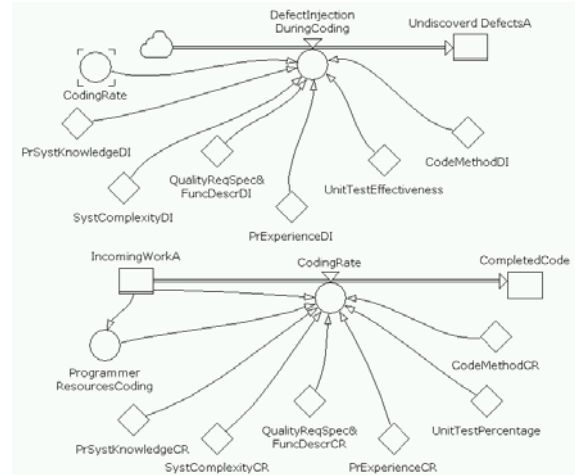 DefectInjection
DuringCoding
Undiscoverd DefectsA
CodingRate
PrSystKnowledgeDI
CodeMethodDI
QualityReqSpec&
FuncDescrDI
UnitTestEffectiveness
SystComplexityDI
PrExperienceDI
IncomingWorkA
CodingRate
CompletedCode
Programmer
ResourcesCoding
CodeMethodCR
PrSystKnowledgeCR
QualityReqSpec&
FuncDescrCR
UnitTestPercentage
SystComplexityCR
PrExperienceCR